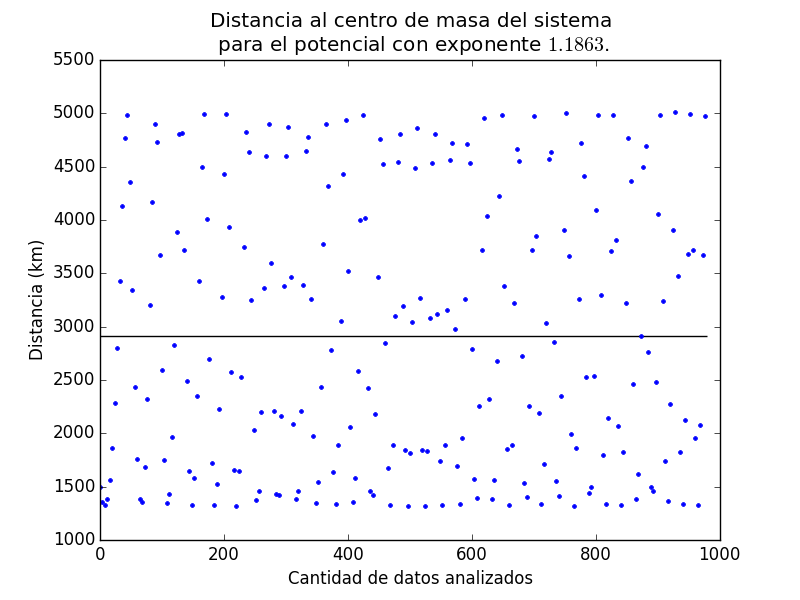 Distancia al centro de masa del sistema
para el potencial con exponente 1.1863.
5500
5000
4500
4000
3500
3000
2500
2000
1500
1000
Distancia (km)
0 200 400 600 800 1000
Cantidad de datos analizados